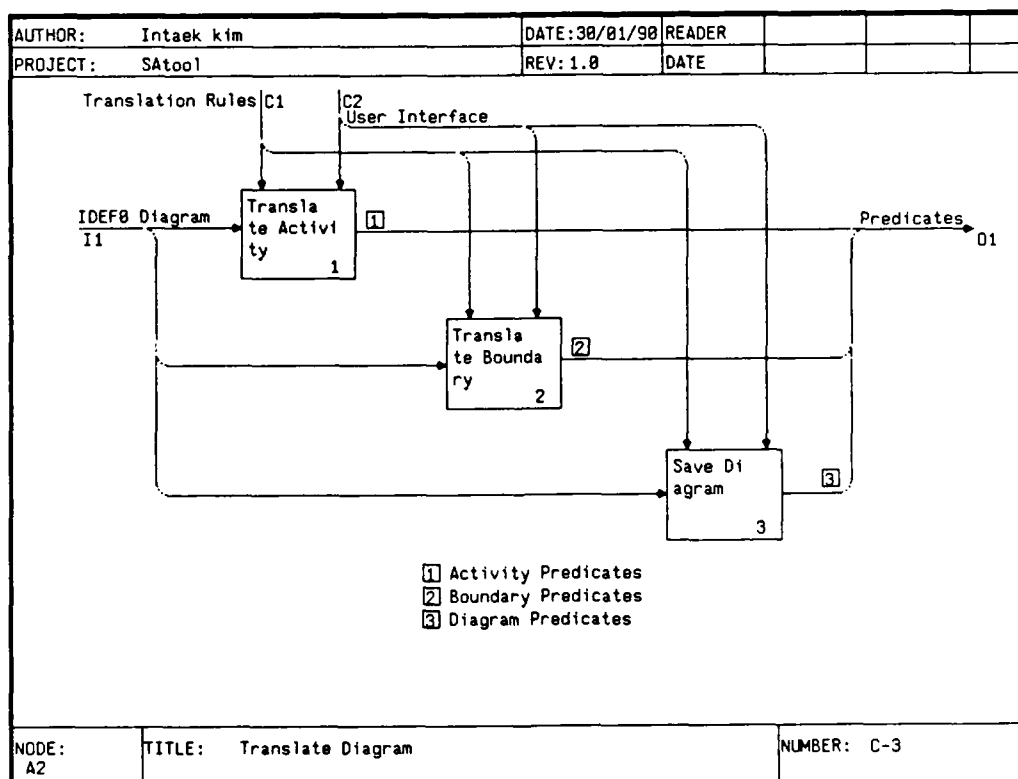 AUTHOR: Intaek kim DATE:30/01/90 READER
PROJECT: SAtool REV:1.0 DATE
Translation Rules C1 C2
User Interface
IDEF0 Diagram
I1
Transla
te Activi
ty
1
1
Predicates
O1
Transla
te Bounda
ry
2
2
Save Di
agram
3
3
1 Activity Predicates
2 Boundary Predicates
3 Diagram Predicates
NODE: TITLE: Translate Diagram NUMBER: C-3
A2